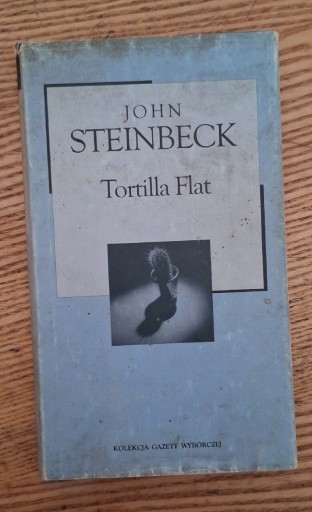 JOHN
STEINBECK
Tortilla Flat
KOLEKCJA GAZETY WYBORCZEJ